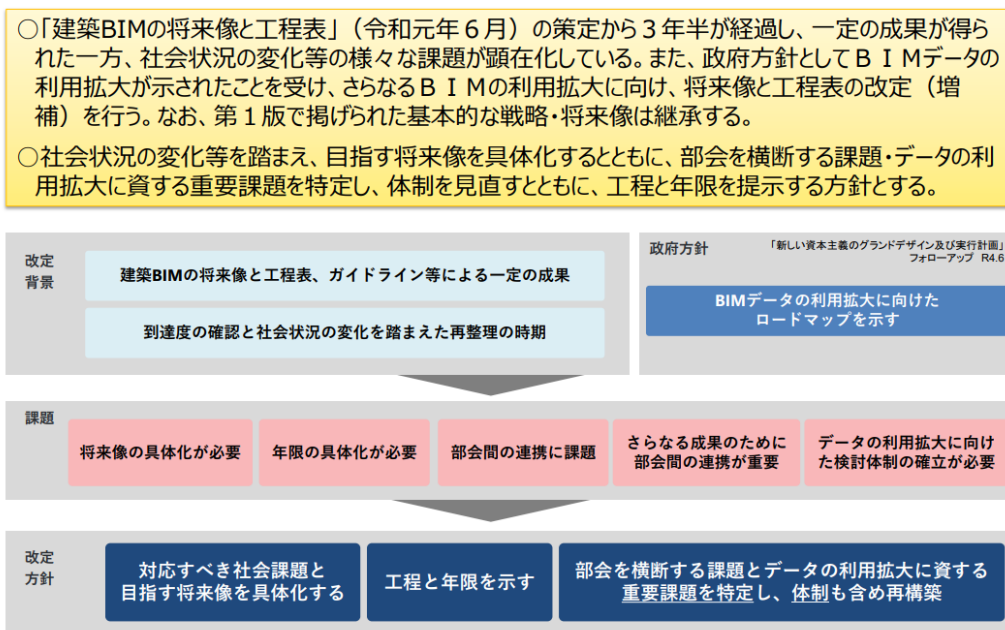 ○「建築BIMの将来像と工程表」（令和元年６月）の策定から３年半が経過し、一定の成果が得ら
れた一方、社会状況の変化等の様々な課題が顕在化している。また、政府方針としてＢＩＭデータの
利用拡大が示されたことを受け、さらなるＢＩＭの利用拡大に向け、将来像と工程表の改定（増
補）を行う。なお、第１版で掲げられた基本的な戦略・将来像は継承する。
○社会状況の変化等を踏まえ、目指す将来像を具体化するとともに、部会を横断する課題・データの利
用拡大に資する重要課題を特定し、体制を見直すとともに、工程と年限を提示する方針とする。
改定
背景
建築BIMの将来像と工程表、ガイドライン等による一定の成果
到達度の確認と社会状況の変化を踏まえた再整理の時期
政府方針
「新しい資本主義のグランドデザイン及び実行計画」
フォローアップ R4.6
BIMデータの利用拡大に向けた
ロードマップを示す
課題
将来像の具体化が必要
年限の具体化が必要
部会間の連携に課題
さらなる成果のために
部会間の連携が重要
データの利用拡大に向け
た検討体制の確立が必要
改定
方針
対応すべき社会課題と
目指す将来像を具体化する
工程と年限を示す
部会を横断する課題とデータの利用拡大に資する
重要課題を特定し、体制も含め再構築